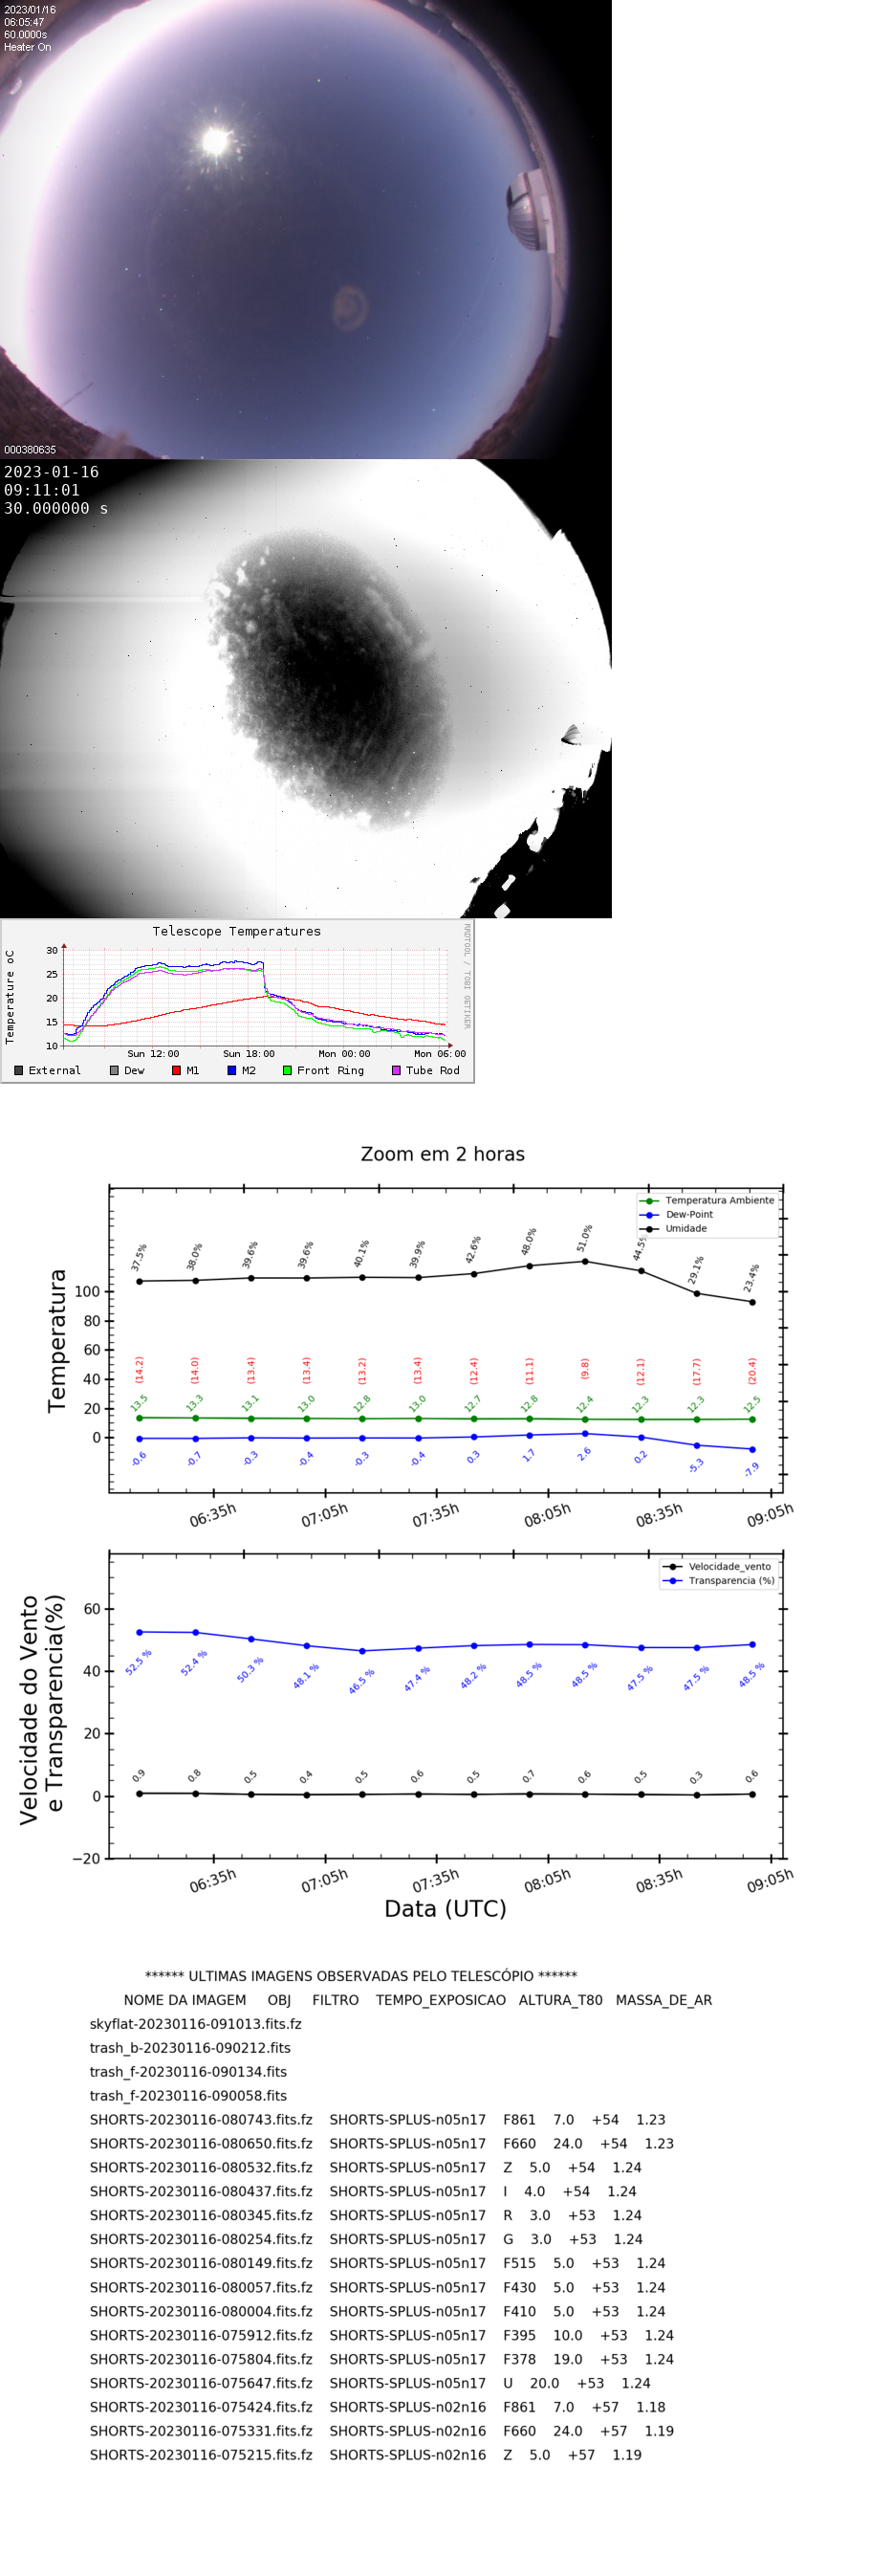 2023/01/16
06:05:47
60.0000s
Heater On
000380635
2023-01-16
09:11:01
30.000000 s
Telescope Temperatures
RRDTOOL / TOBI OETIKER
Temperature oC
30
25
20
15
10
Sun 12:00 Sun 18:00 Mon 00:00 Mon 06:00
External Dew M1 M2 Front Ring Tube Rod
Zoom em 2 horas
Temperatura Ambiente
Dew-Point
Umidade
Temperatura
100
80
60
40
20
0
37.5% 38.0% 39.6% 39.6% 40.1% 39.9% 42.6% 48.0% 51.0% 44.5% 29.1% 23.4%
(14.2) (14.0) (13.4) (13.4) (13.2) (13.4) (12.4) (11.1) (9.8) (12.1) (17.7) (20.4)
13.5 13.3 13.1 13.0 12.8 13.0 12.7 12.8 12.4 12.3 12.3 12.5
-0.6 -0.7 -0.3 -0.4 -0.3 -0.4 0.3 1.7 2.6 0.2 -5.3 -7.9
06:35h 07:05h 07:35h 08:05h 08:35h 09:05h
Velocidade_vento
Transparencia (%)
Velocidade do Vento
e Transparencia(%)
60
40
20
0
−20
52.5 % 52.4 % 50.3 % 48.1 % 46.5 % 47.4 % 48.2 % 48.5 % 48.5 % 47.5 % 47.5 % 48.5 %
0.9 0.8 0.5 0.4 0.5 0.6 0.5 0.7 0.6 0.5 0.3 0.6
06:35h 07:05h 07:35h 08:05h 08:35h 09:05h
Data (UTC)
****** ULTIMAS IMAGENS OBSERVADAS PELO TELESCÓPIO ******
NOME DA IMAGEM OBJ FILTRO TEMPO_EXPOSICAO ALTURA_T80 MASSA_DE_AR
skyflat-20230116-091013.fits.fz
trash_b-20230116-090212.fits
trash_f-20230116-090134.fits
trash_f-20230116-090058.fits
SHORTS-20230116-080743.fits.fz SHORTS-SPLUS-n05n17 F861 7.0 +54 1.23
SHORTS-20230116-080650.fits.fz SHORTS-SPLUS-n05n17 F660 24.0 +54 1.23
SHORTS-20230116-080532.fits.fz SHORTS-SPLUS-n05n17 Z 5.0 +54 1.24
SHORTS-20230116-080437.fits.fz SHORTS-SPLUS-n05n17 I 4.0 +54 1.24
SHORTS-20230116-080345.fits.fz SHORTS-SPLUS-n05n17 R 3.0 +53 1.24
SHORTS-20230116-080254.fits.fz SHORTS-SPLUS-n05n17 G 3.0 +53 1.24
SHORTS-20230116-080149.fits.fz SHORTS-SPLUS-n05n17 F515 5.0 +53 1.24
SHORTS-20230116-080057.fits.fz SHORTS-SPLUS-n05n17 F430 5.0 +53 1.24
SHORTS-20230116-080004.fits.fz SHORTS-SPLUS-n05n17 F410 5.0 +53 1.24
SHORTS-20230116-075912.fits.fz SHORTS-SPLUS-n05n17 F395 10.0 +53 1.24
SHORTS-20230116-075804.fits.fz SHORTS-SPLUS-n05n17 F378 19.0 +53 1.24
SHORTS-20230116-075647.fits.fz SHORTS-SPLUS-n05n17 U 20.0 +53 1.24
SHORTS-20230116-075424.fits.fz SHORTS-SPLUS-n02n16 F861 7.0 +57 1.18
SHORTS-20230116-075331.fits.fz SHORTS-SPLUS-n02n16 F660 24.0 +57 1.19
SHORTS-20230116-075215.fits.fz SHORTS-SPLUS-n02n16 Z 5.0 +57 1.19